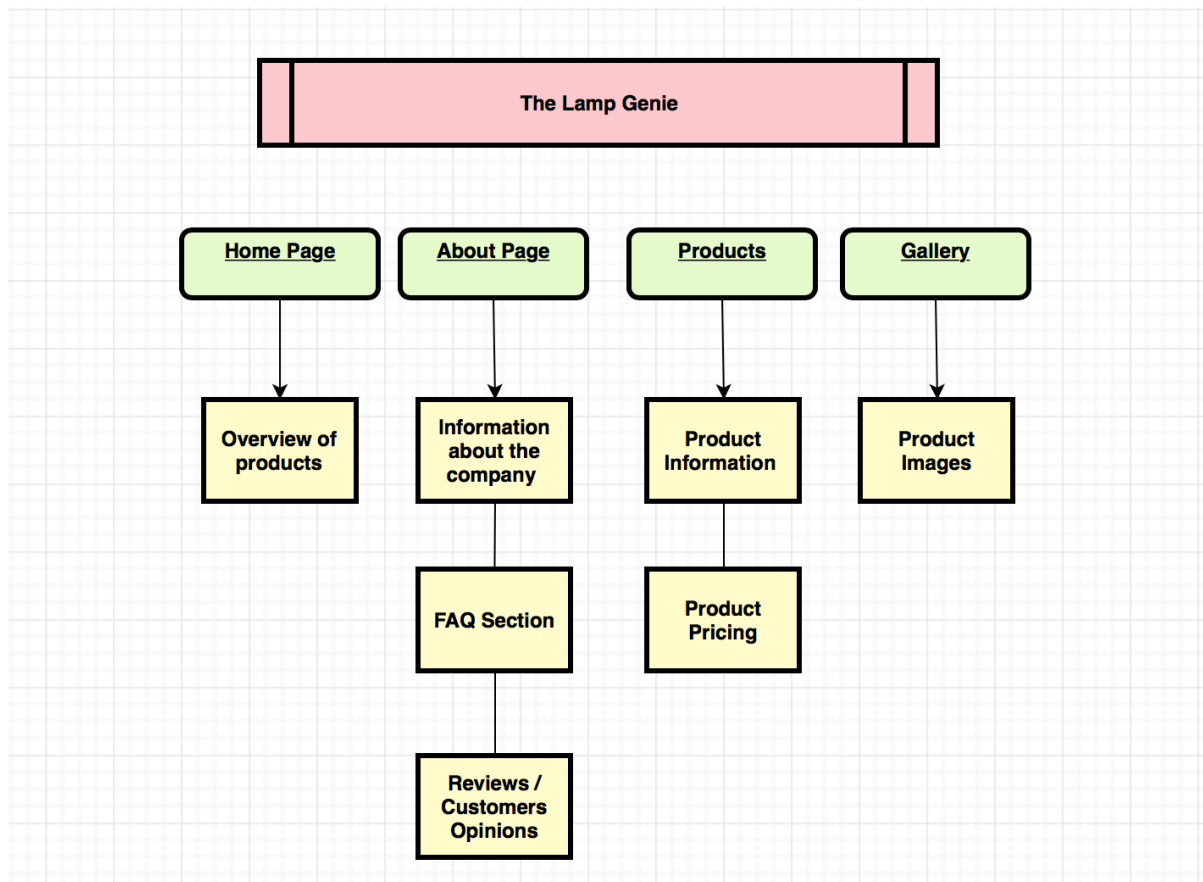 The Lamp Genie
Home Page
About Page
Products
Gallery
Overview of
products
Information
about the
company
Product
Information
Product
Images
FAQ Section
Product
Pricing
Reviews /
Customers
Opinions